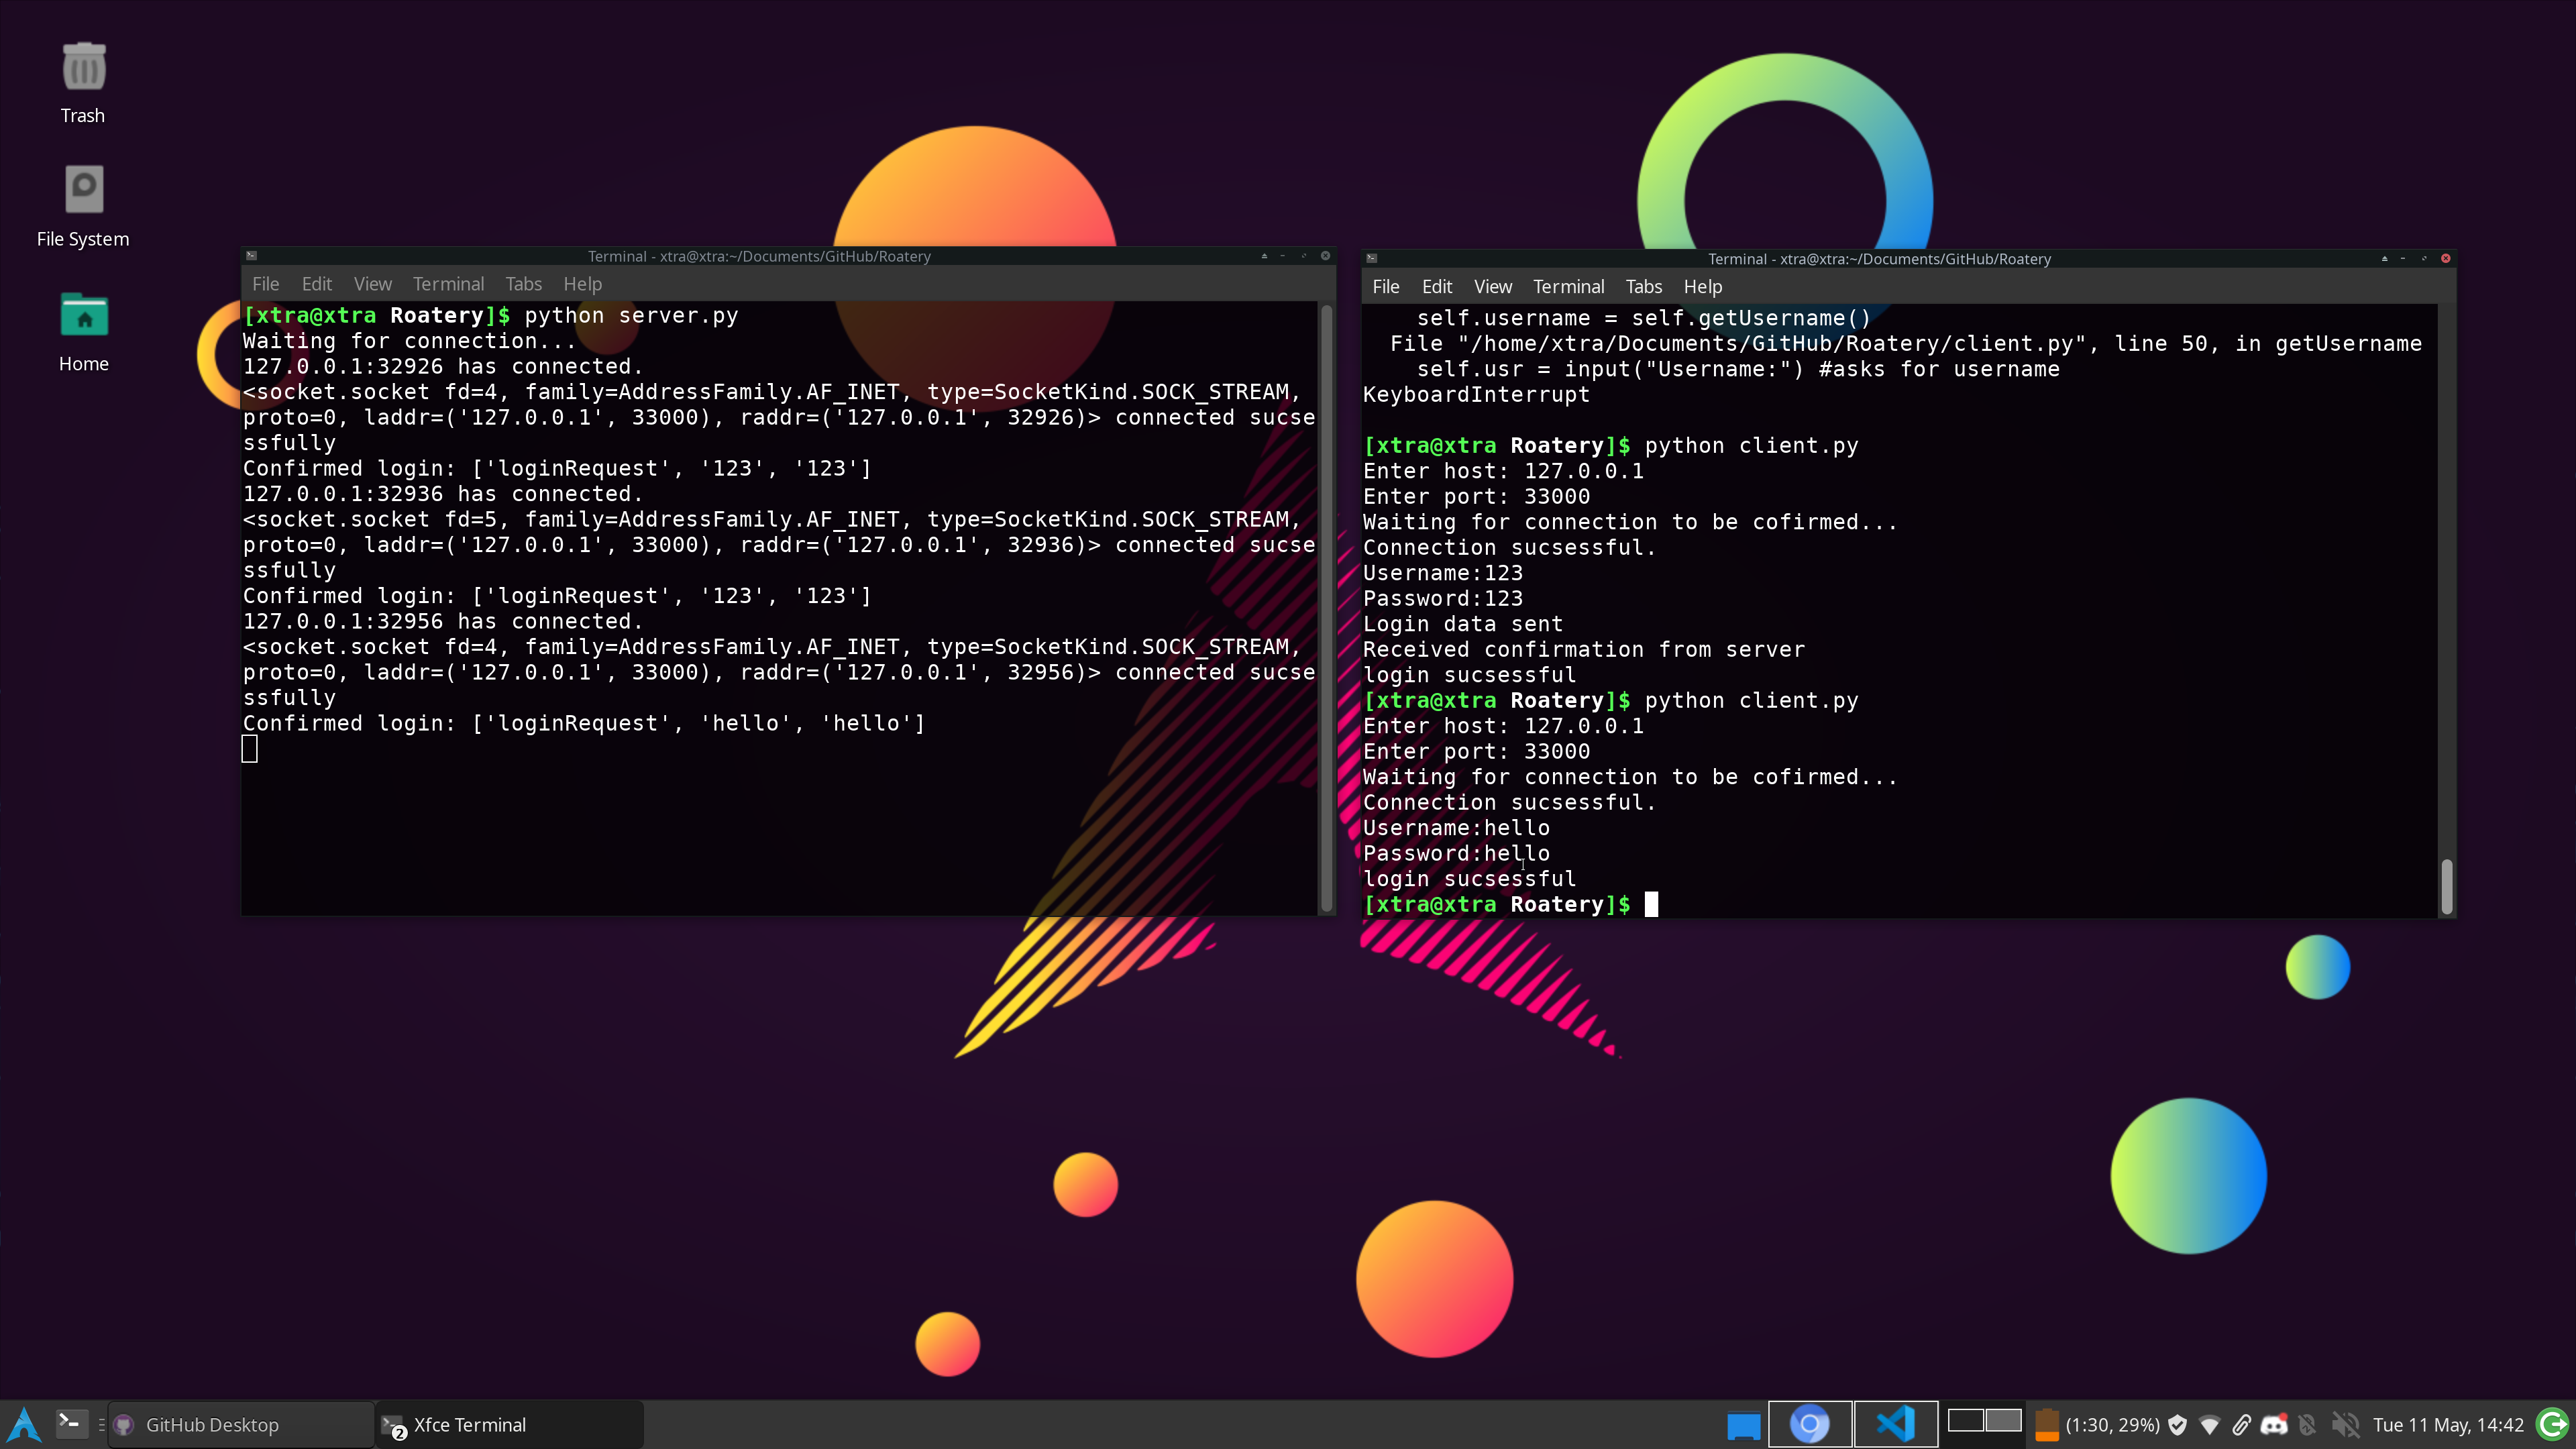 Trash
File System
Home
Terminal - xtra@xtra:~/Documents/GitHub/Roatery
File Edit View Terminal Tabs Help
[xtra@xtra Roatery]$ python server.py
Waiting for connection...
127.0.0.1:32926 has connected.
<socket.socket fd=4, family=AddressFamily.AF_INET, type=SocketKind.SOCK_STREAM,
proto=0, laddr=('127.0.0.1', 33000), raddr=('127.0.0.1', 32926)> connected sucse
ssfully
Confirmed login: ['loginRequest', '123', '123']
127.0.0.1:32936 has connected.
<socket.socket fd=5, family=AddressFamily.AF_INET, type=SocketKind.SOCK_STREAM,
proto=0, laddr=('127.0.0.1', 33000), raddr=('127.0.0.1', 32936)> connected sucse
ssfully
Confirmed login: ['loginRequest', '123', '123']
127.0.0.1:32956 has connected.
<socket.socket fd=4, family=AddressFamily.AF_INET, type=SocketKind.SOCK_STREAM,
proto=0, laddr=('127.0.0.1', 33000), raddr=('127.0.0.1', 32956)> connected sucse
ssfully
Confirmed login: ['loginRequest', 'hello', 'hello']
Terminal - xtra@xtra:~/Documents/GitHub/Roatery
File Edit View Terminal Tabs Help
self.username = self.getUsername()
File "/home/xtra/Documents/GitHub/Roatery/client.py", line 50, in getUsername
self.usr = input("Username:") #asks for username
KeyboardInterrupt
[xtra@xtra Roatery]$ python client.py
Enter host: 127.0.0.1
Enter port: 33000
Waiting for connection to be cofirmed...
Connection sucsessful.
Username:123
Password:123
Login data sent
Received confirmation from server
login sucsessful
[xtra@xtra Roatery]$ python client.py
Enter host: 127.0.0.1
Enter port: 33000
Waiting for connection to be cofirmed...
Connection sucsessful.
Username:hello
Password:hello
login sucsessful
[xtra@xtra Roatery]$
GitHub Desktop
2 Xfce Terminal
(1:30, 29%)
Tue 11 May, 14:42